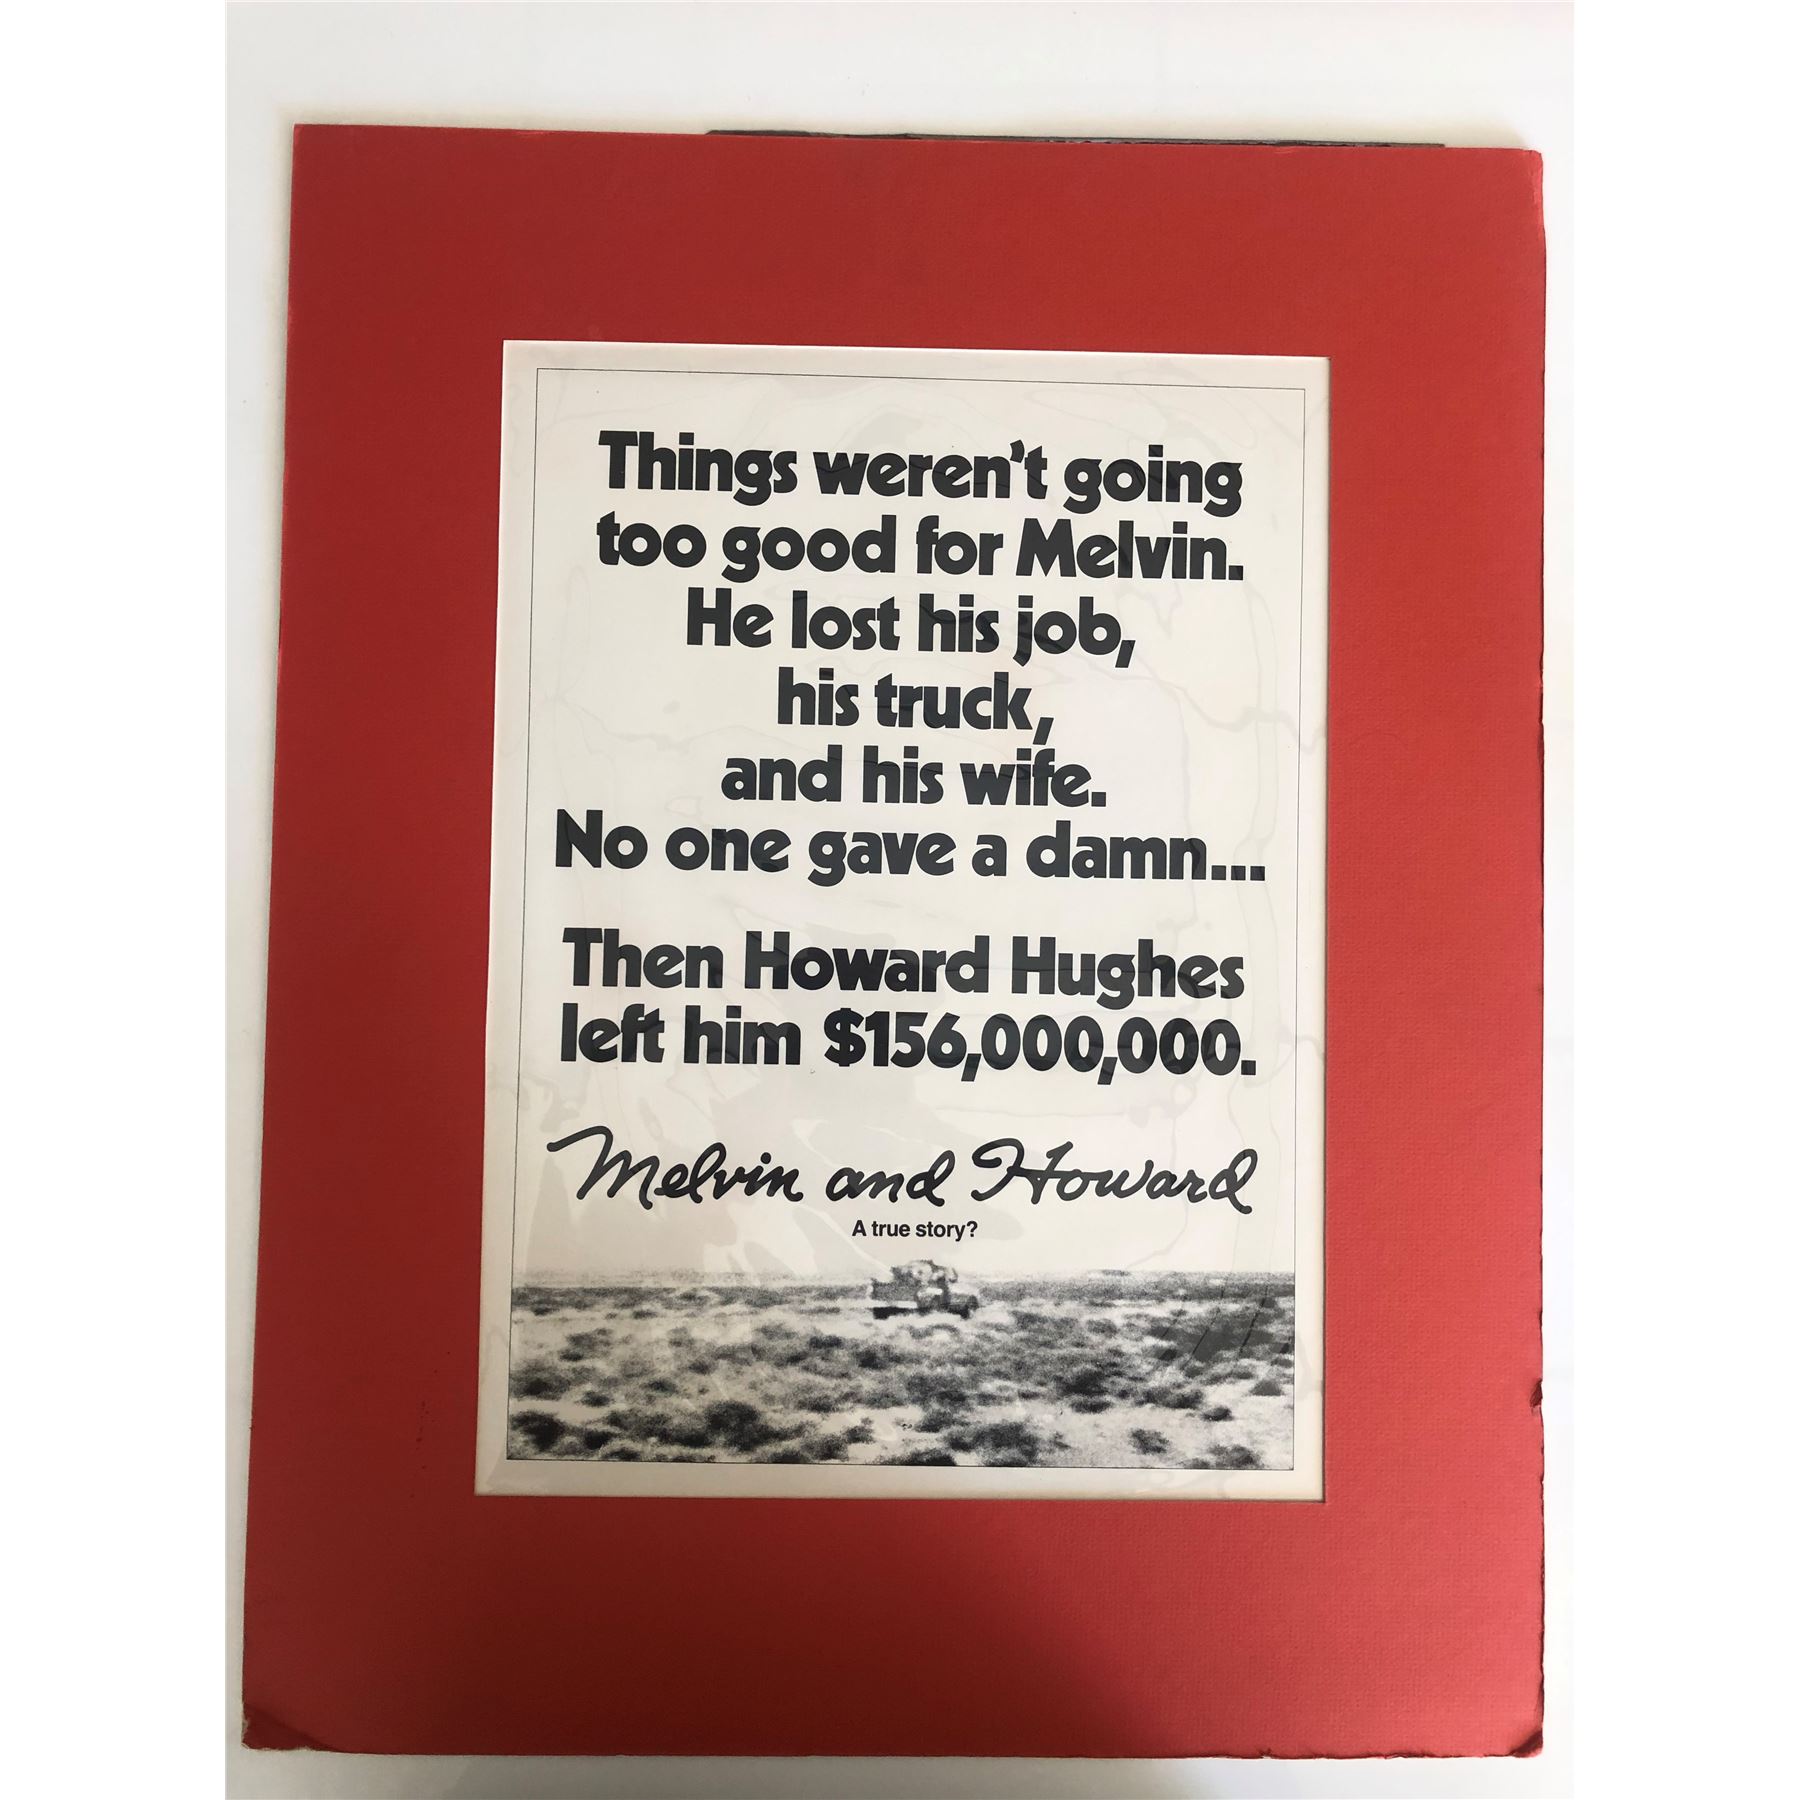 Things weren't going
too good for Melvin.
He lost his job,
his truck,
and his wife.
No one gave a damn...
Then Howard Hughes
left him $156,000,000.
Melvin and Howard
A true story?